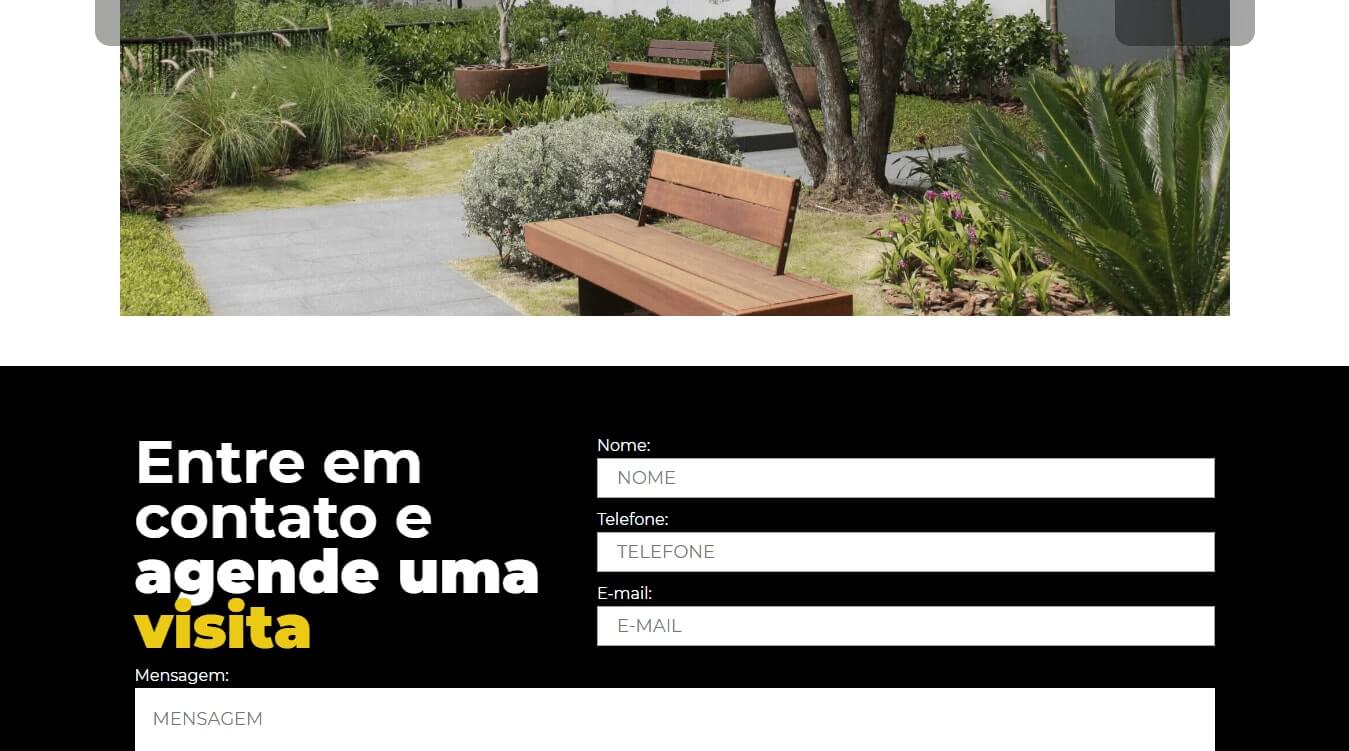 Entre em
contato e
agende uma
visita
Nome:
NOME
Telefone:
TELEFONE
E-mail:
E-MAIL
Mensagem:
MENSAGEM